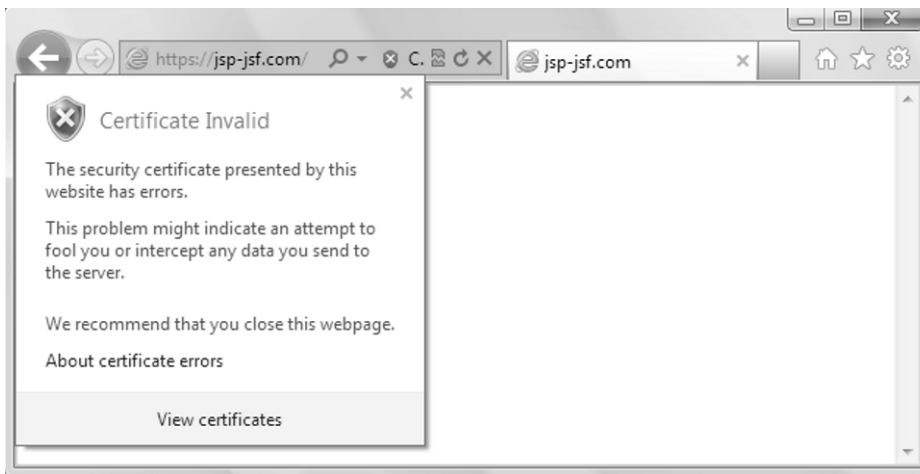 https://jsp-jsf.com/ C. jsp-jsf.com
Certificate Invalid
The security certificate presented by this
website has errors.
This problem might indicate an attempt to
fool you or intercept any data you send to
the server.
We recommend that you close this webpage.
About certificate errors
View certificates